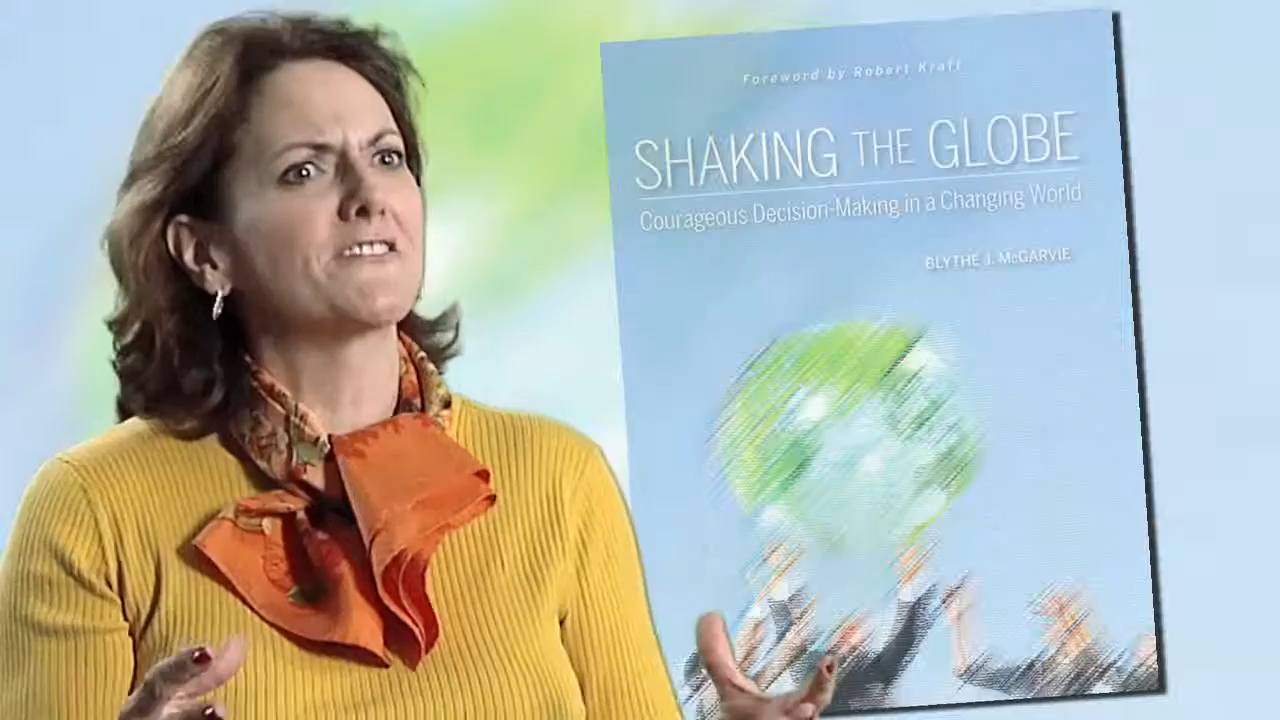 Foreword by Robert Kraft
SHAKING THE GLOBE
Courageous Decision-Making in a Changing World
BLYTHE J. McGARVIE